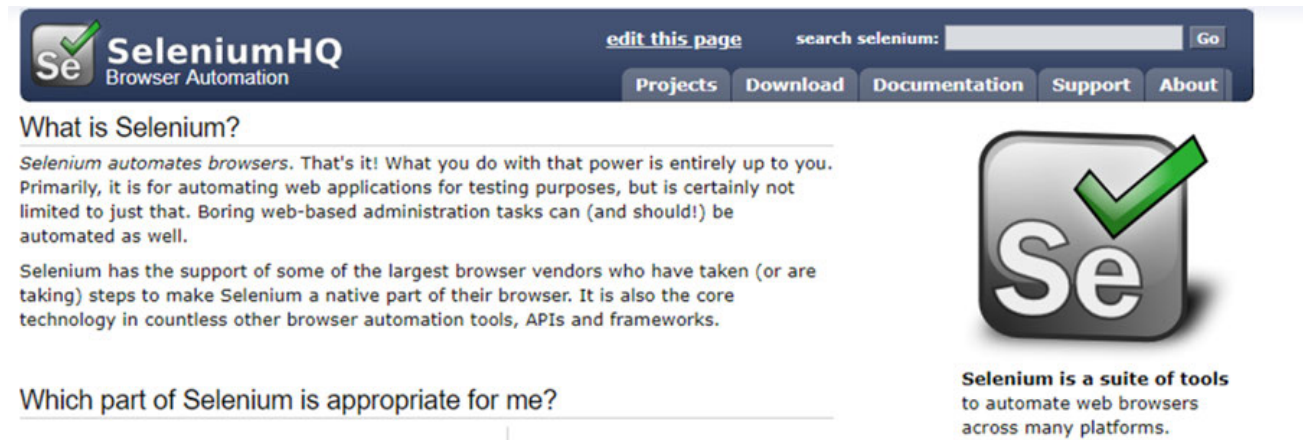 edit this page search selenium: Go
Se SeleniumHQ
Browser Automation
Projects Download Documentation Support About
What is Selenium?
Selenium automates browsers. That's it! What you do with that power is entirely up to you.
Primarily, it is for automating web applications for testing purposes, but is certainly not
limited to just that. Boring web-based administration tasks can (and should!) be
automated as well.
Selenium has the support of some of the largest browser vendors who have taken (or are
taking) steps to make Selenium a native part of their browser. It is also the core
technology in countless other browser automation tools, APIs and frameworks.
Which part of Selenium is appropriate for me?
Se
Selenium is a suite of tools
to automate web browsers
across many platforms.